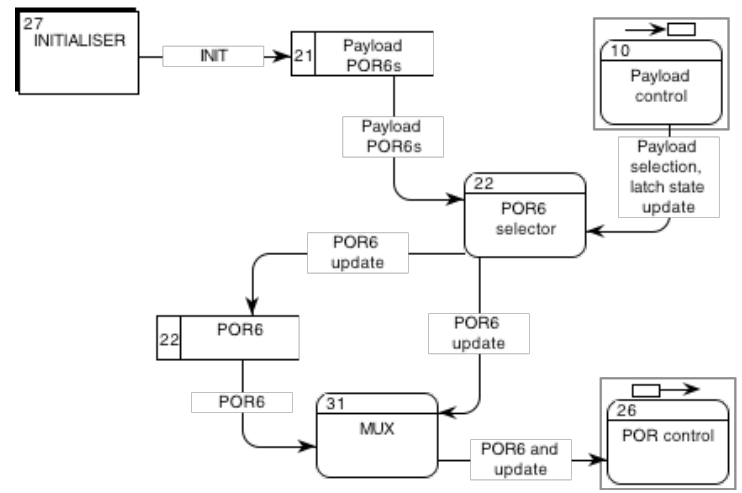 27
INITIALISER
INIT
21
Payload
POR6s
10
Payload
control
Payload
POR6s
Payload
selection,
latch state
update
22
POR6
selector
POR6
update
22
POR6
POR6
update
POR6
31
MUX
POR6 and
update
26
POR control